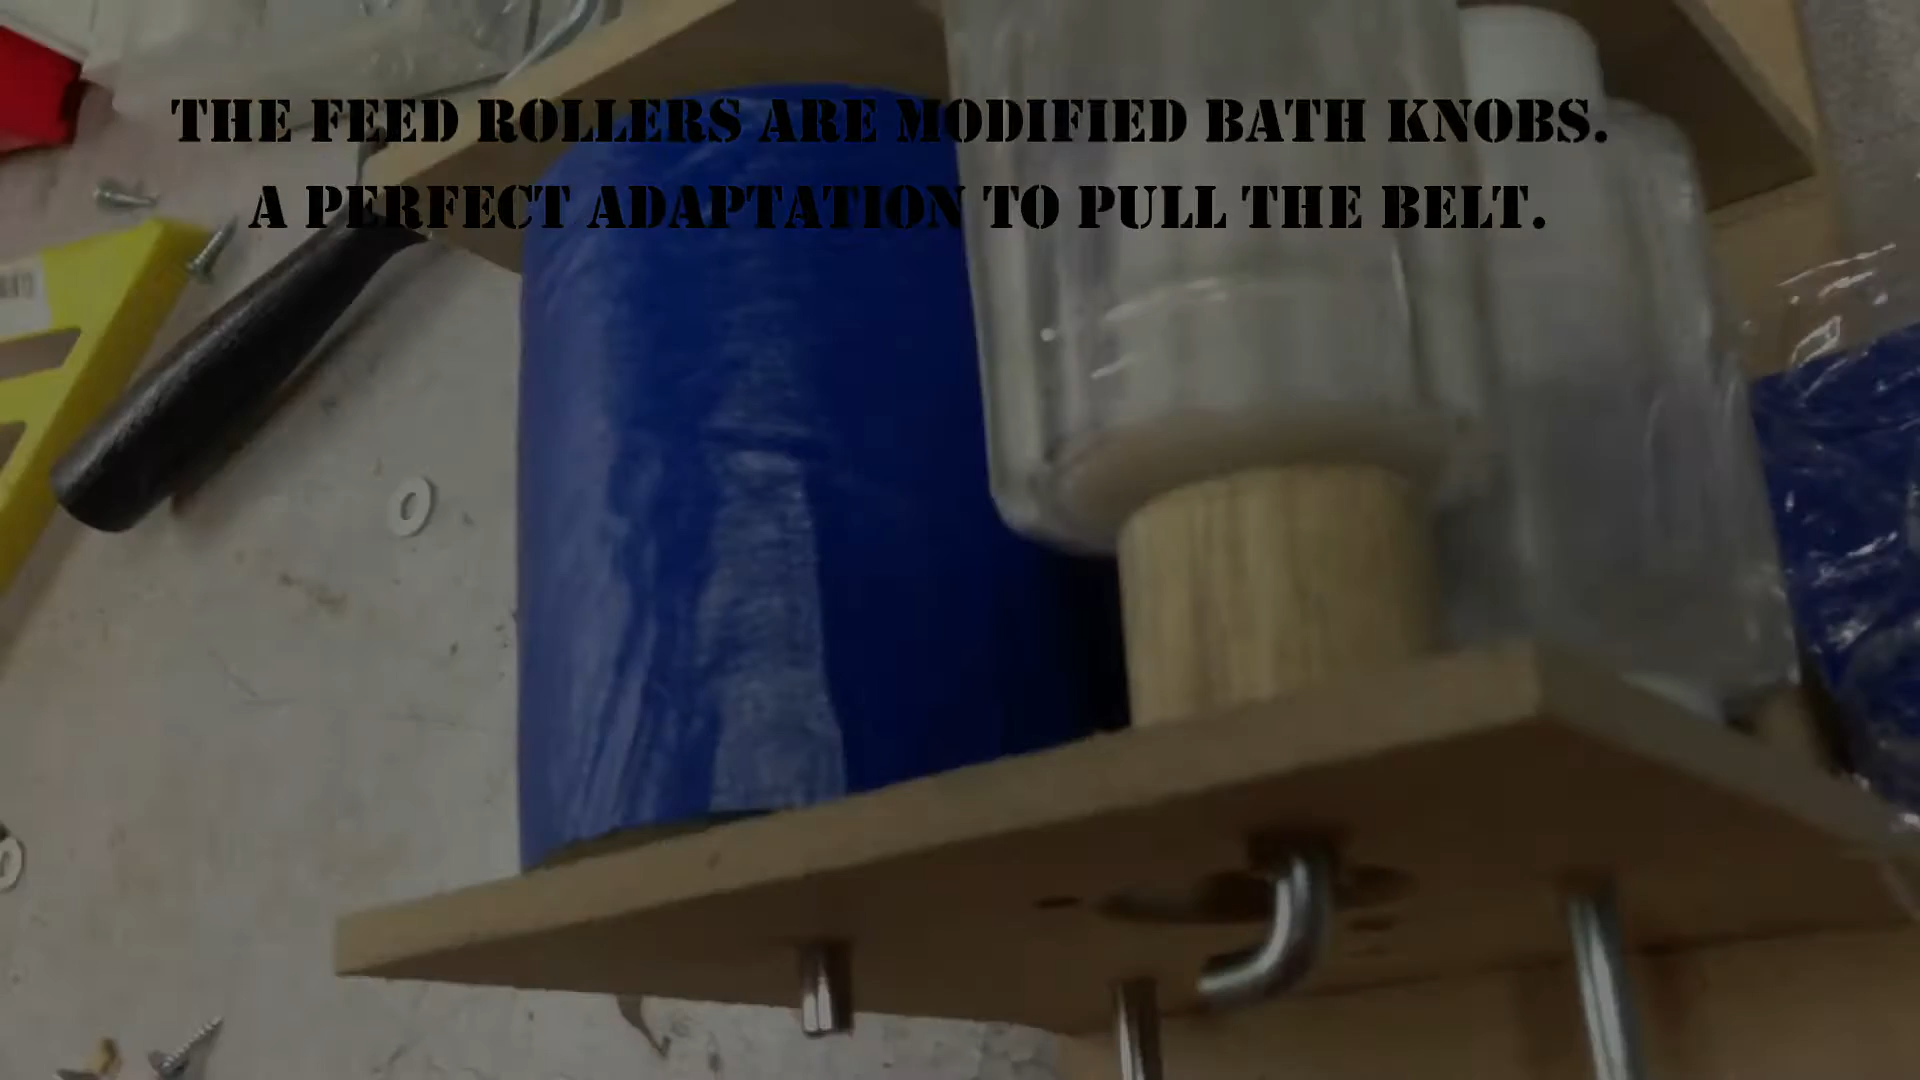 THE FEED ROLLERS ARE MODIFIED BATH KNOBS.
A PERFECT ADAPTATION TO PULL THE BELT.